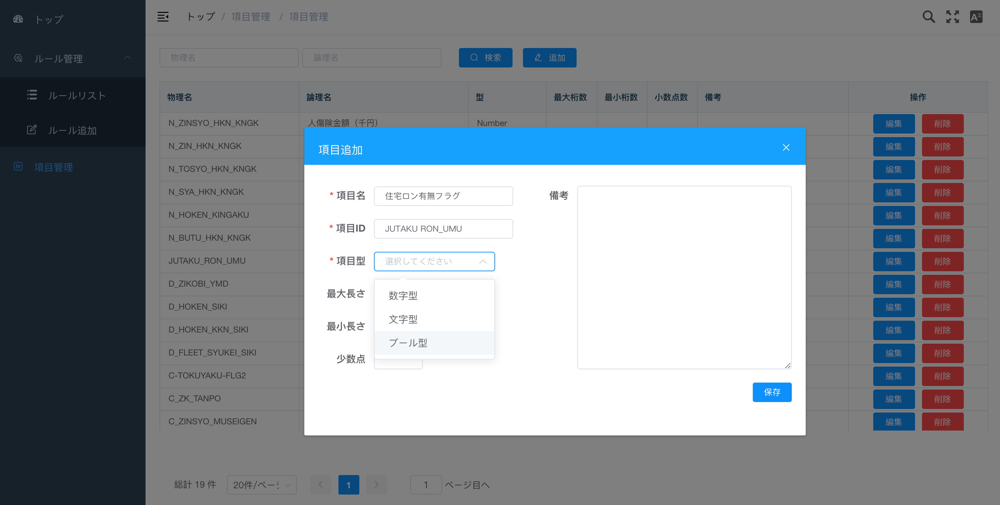 トップ
ルール管理
ルールリスト
ルール追加
項目管理
トップ / 項目管理 / 項目管理
物理名 論理名 検索 追加
物理名 論理名 型 最大桁数 最小桁数 小数点数 備考 操作
N_ZINSYO_HKN_KNGK 人傷険金額（千円） Number 編集 削除
N_ZIN_HKN_KNGK 編集 削除
N_TOSYO_HKN_KNGK 編集 削除
N_SYA_HKN_KNGK 編集 削除
N_HOKEN_KINGAKU 編集 削除
N_BUTU_HKN_KNGK 編集 削除
JUTAKU_RON_UMU 編集 削除
D_ZIKOBI_YMD 編集 削除
D_HOKEN_SIKI 編集 削除
D_HOKEN_KKN_SIKI 編集 削除
D_FLEET_SYUKEI_SIKI 編集 削除
C-TOKUYAKU-FLG2 編集 削除
C_ZK_TANPO 編集 削除
C_ZINSYO_MUSEIGEN 編集 削除
項目追加
* 項目名 住宅ロン有無フラグ
* 項目ID JUTAKU RON_UMU
* 項目型 選択してください
数字型
文字型
ブール型
最大長さ
最小長さ
少数点
備考
保存
総計 19 件 20件/ページ 1 1 ページ目へ